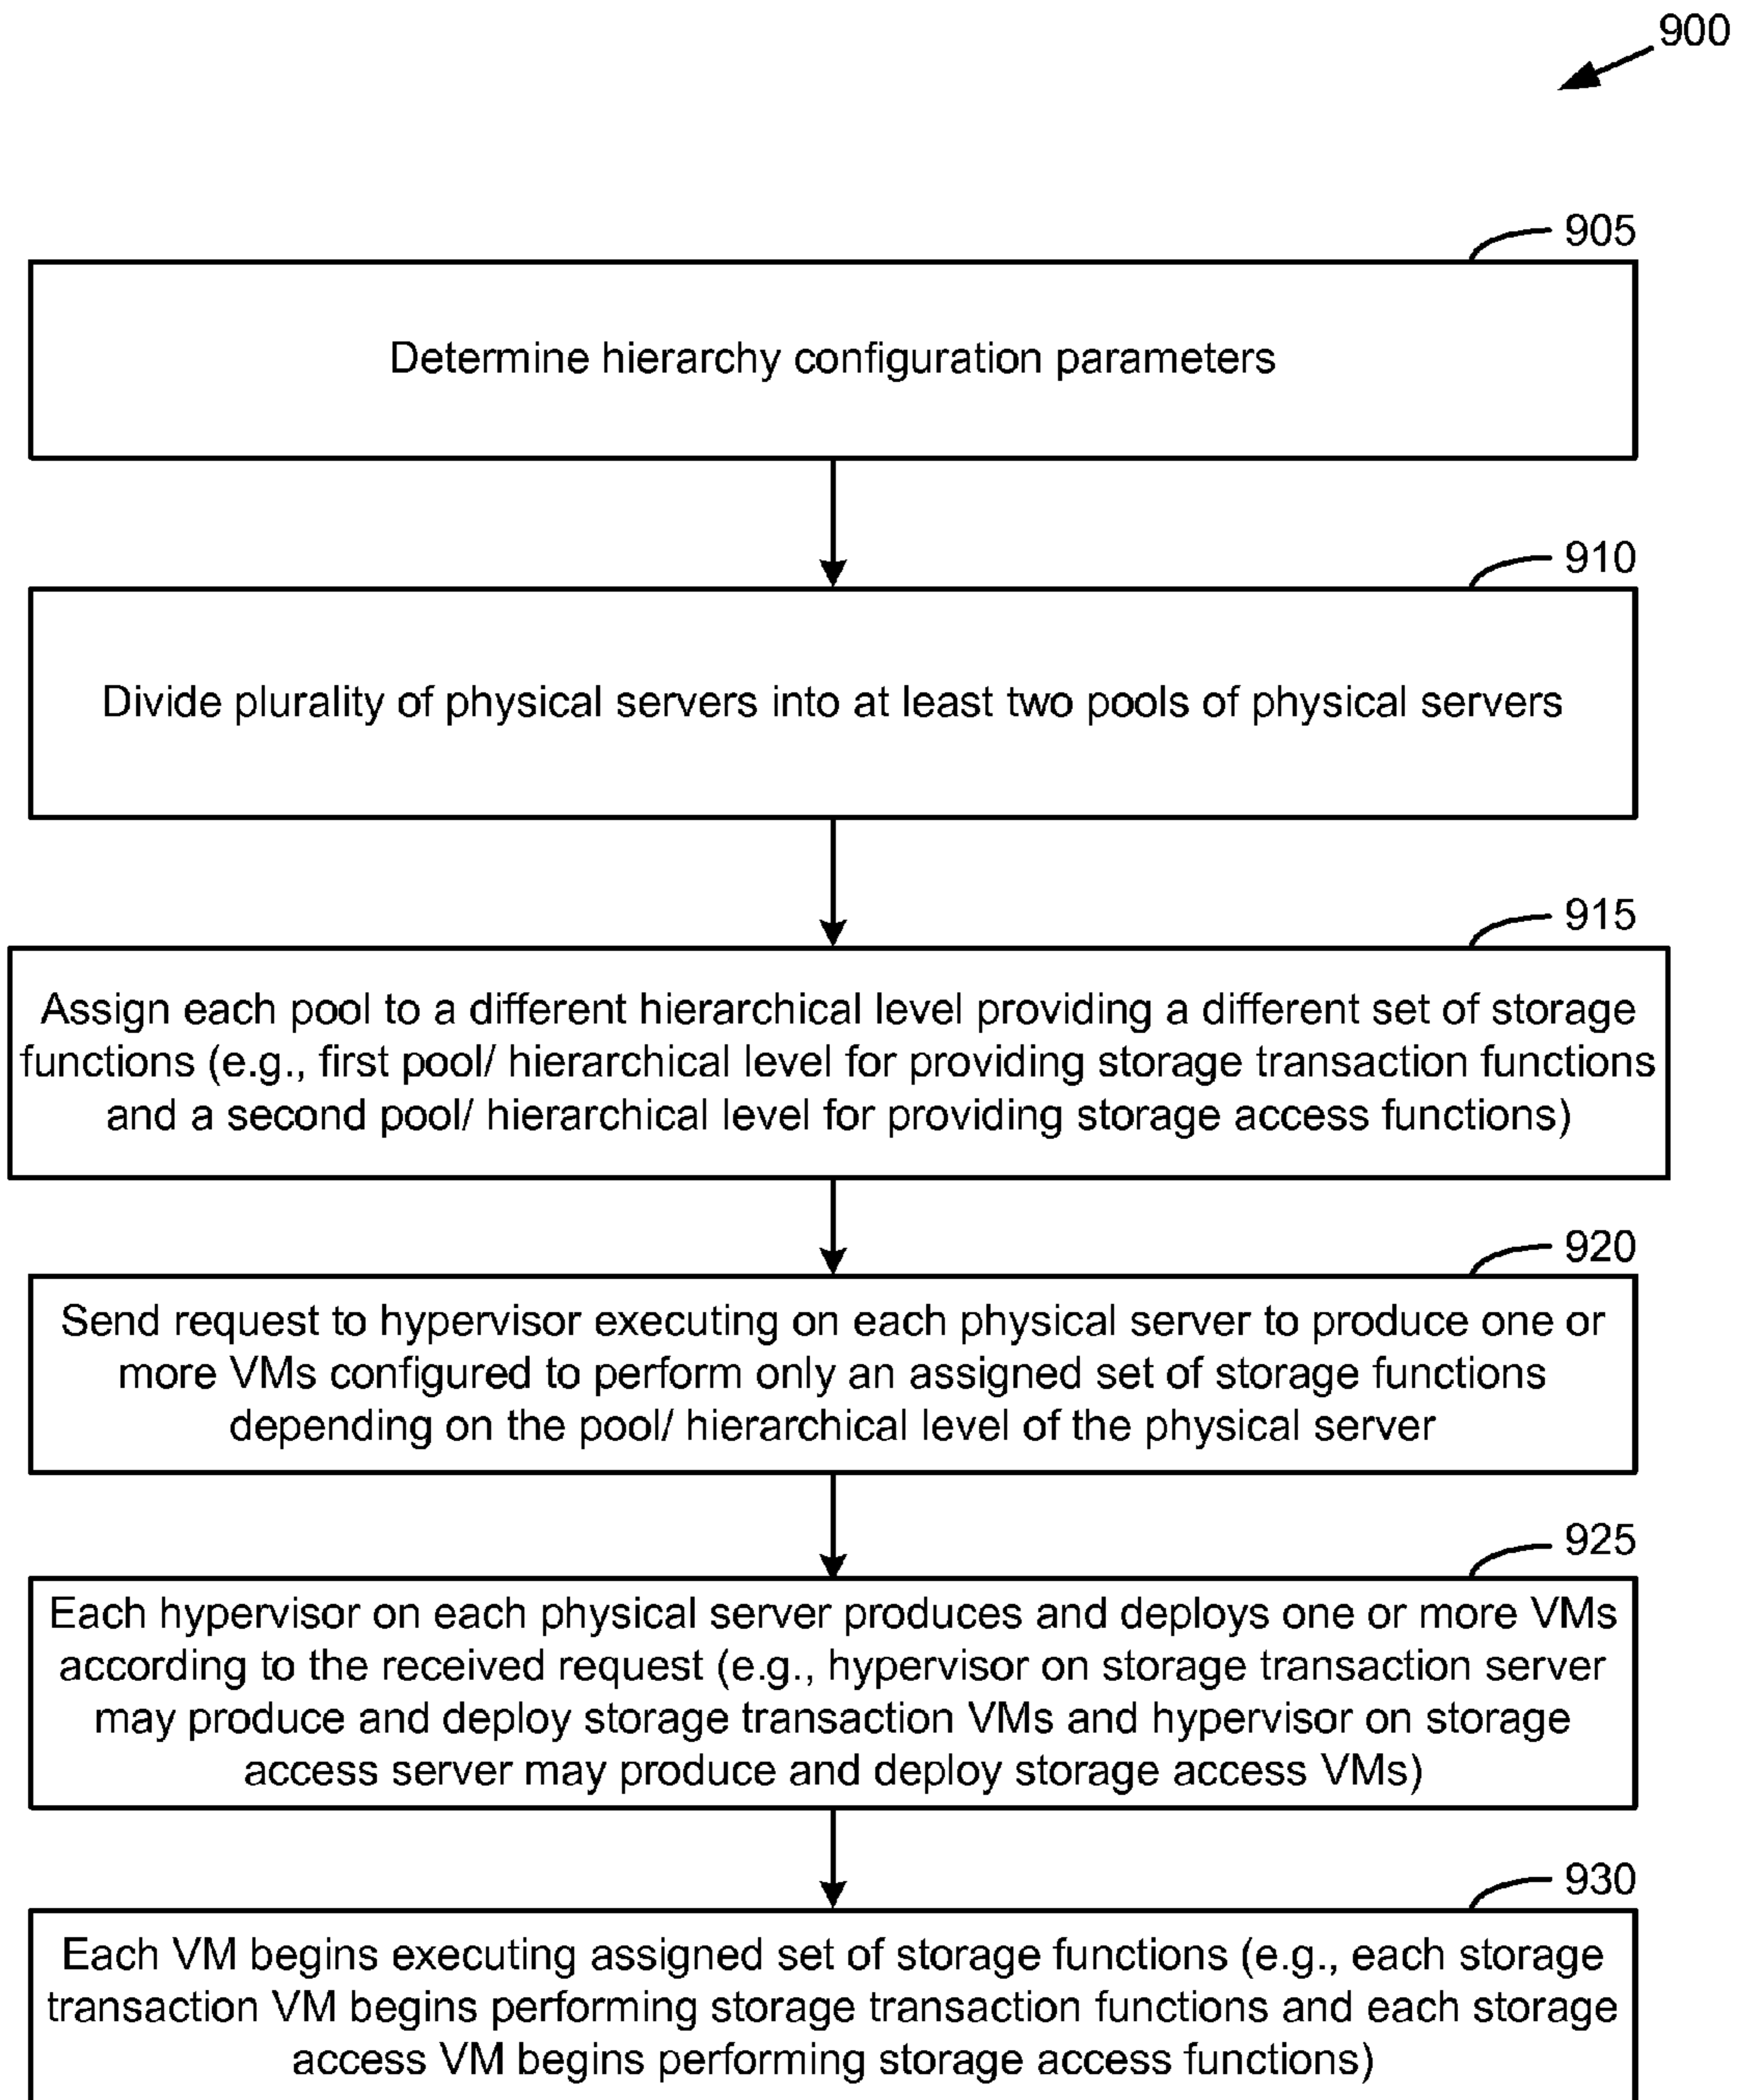 900
905
Determine hierarchy configuration parameters
910
Divide plurality of physical servers into at least two pools of physical servers
915
Assign each pool to a different hierarchical level providing a different set of storage
functions (e.g., first pool/ hierarchical level for providing storage transaction functions
and a second pool/ hierarchical level for providing storage access functions)
920
Send request to hypervisor executing on each physical server to produce one or
more VMs configured to perform only an assigned set of storage functions
depending on the pool/ hierarchical level of the physical server
925
Each hypervisor on each physical server produces and deploys one or more VMs
according to the received request (e.g., hypervisor on storage transaction server
may produce and deploy storage transaction VMs and hypervisor on storage
access server may produce and deploy storage access VMs)
930
Each VM begins executing assigned set of storage functions (e.g., each storage
transaction VM begins performing storage transaction functions and each storage
access VM begins performing storage access functions)